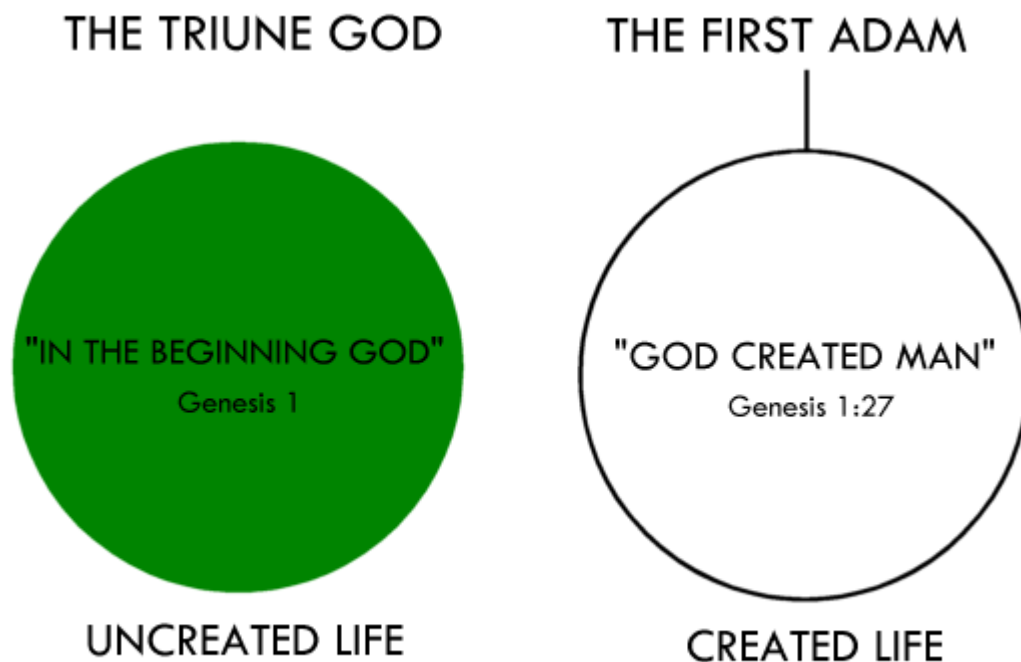 THE TRIUNE GOD
"IN THE BEGINNING GOD"
Genesis 1
UNCREATED LIFE
THE FIRST ADAM
"GOD CREATED MAN"
Genesis 1:27
CREATED LIFE